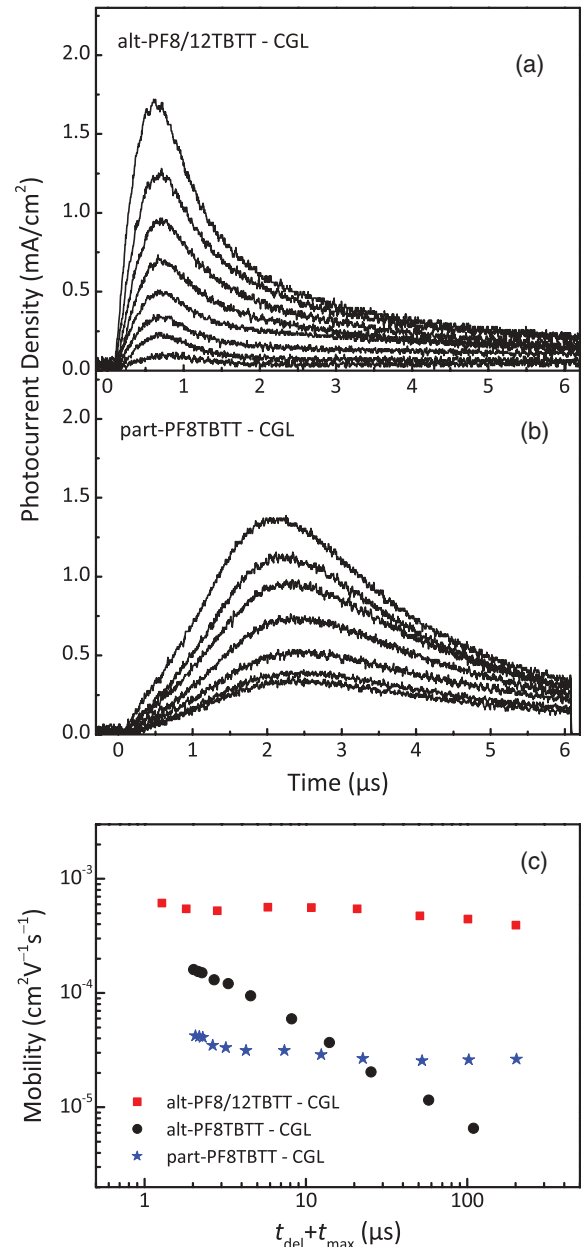 alt-PF8/12TBTT - CGL
(a)
2.0
1.5
1.0
0.5
0.0
0 1 2 3 4 5 6
Photocurrent Density (mA/cm²)
part-PF8TBTT - CGL
(b)
2.0
1.5
1.0
0.5
0.0
0 1 2 3 4 5 6
Time (µs)
(c)
10⁻³
10⁻⁴
10⁻⁵
Mobility (cm²V⁻¹s⁻¹)
alt-PF8/12TBTT - CGL
alt-PF8TBTT - CGL
part-PF8TBTT - CGL
1 10 100
t_del+t_max (µs)